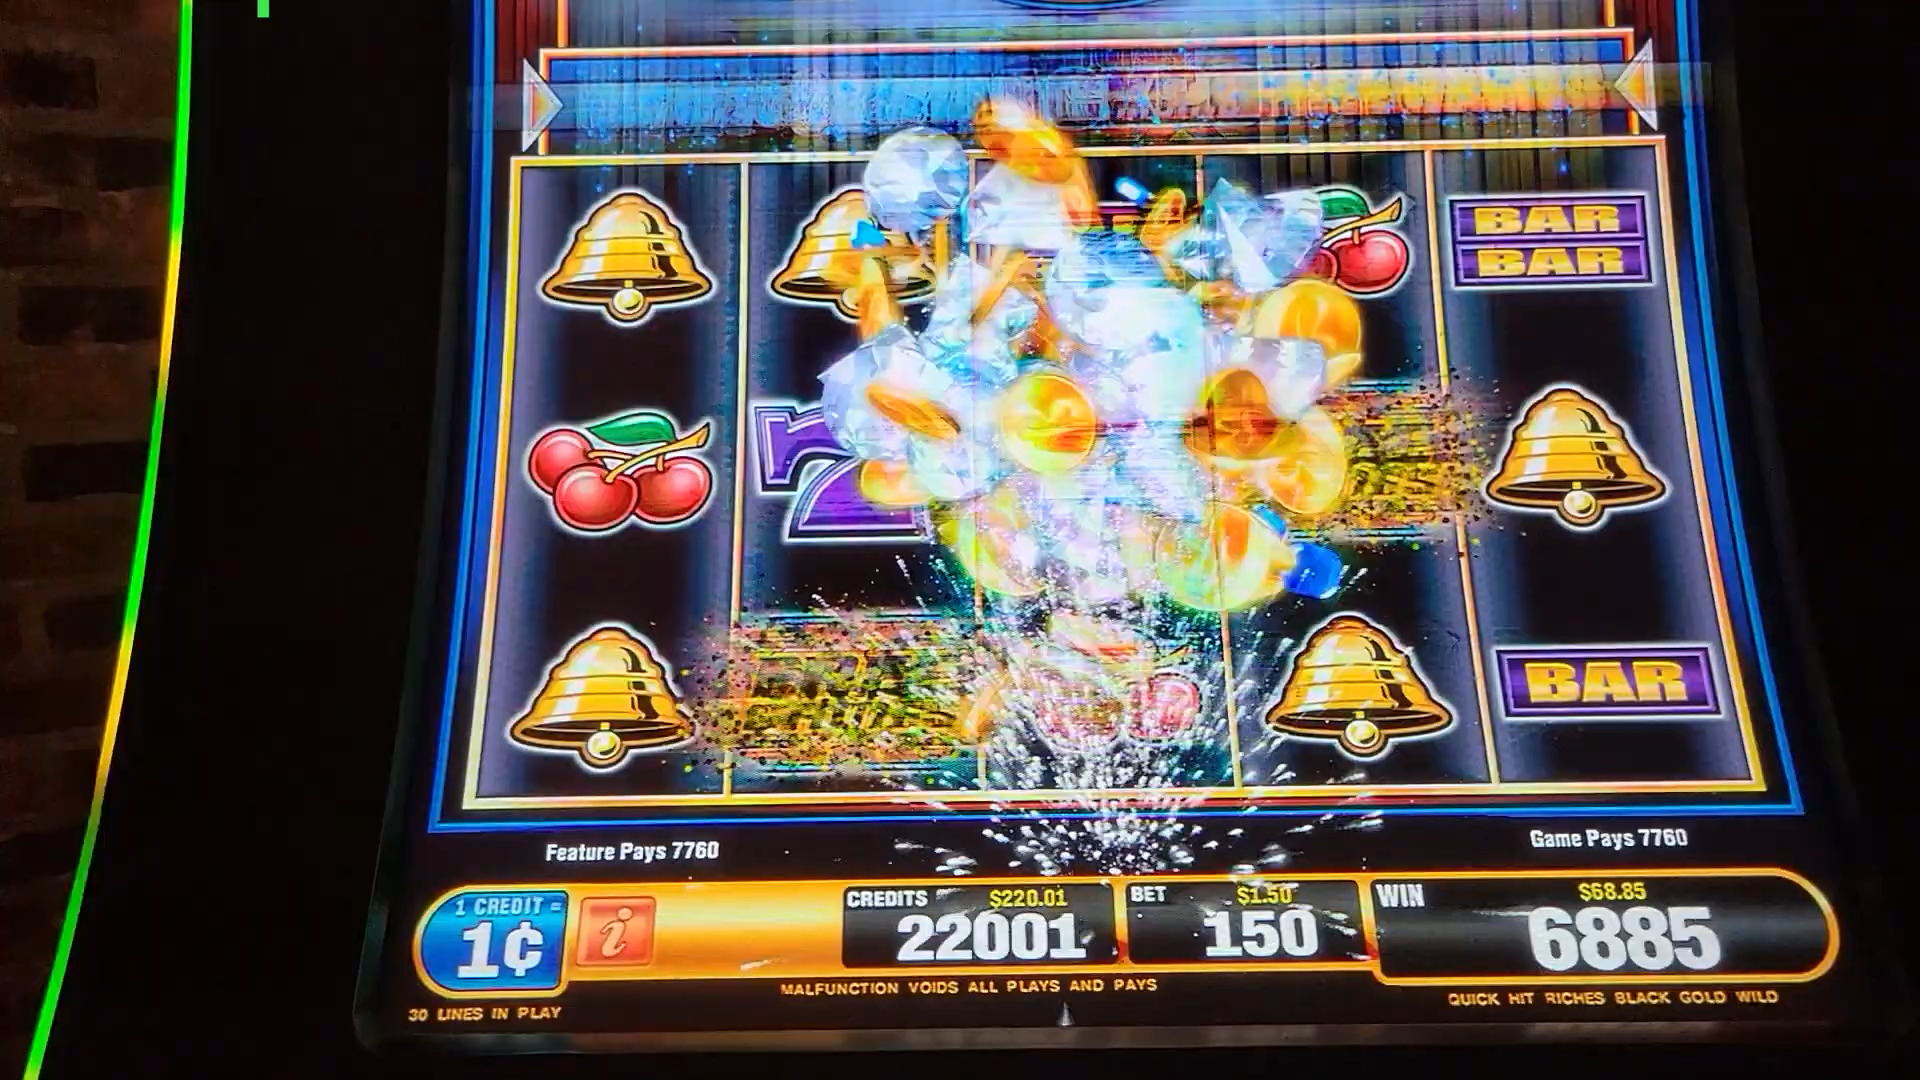 BAR
BAR
BAR
Feature Pays 7760
Game Pays 7760
1 CREDIT =
1¢
i
CREDITS $220.01
22001
BET $1.50
150
WIN $68.85
6885
MALFUNCTION VOIDS ALL PLAYS AND PAYS
30 LINES IN PLAY
QUICK HIT RICHES BLACK GOLD WILD